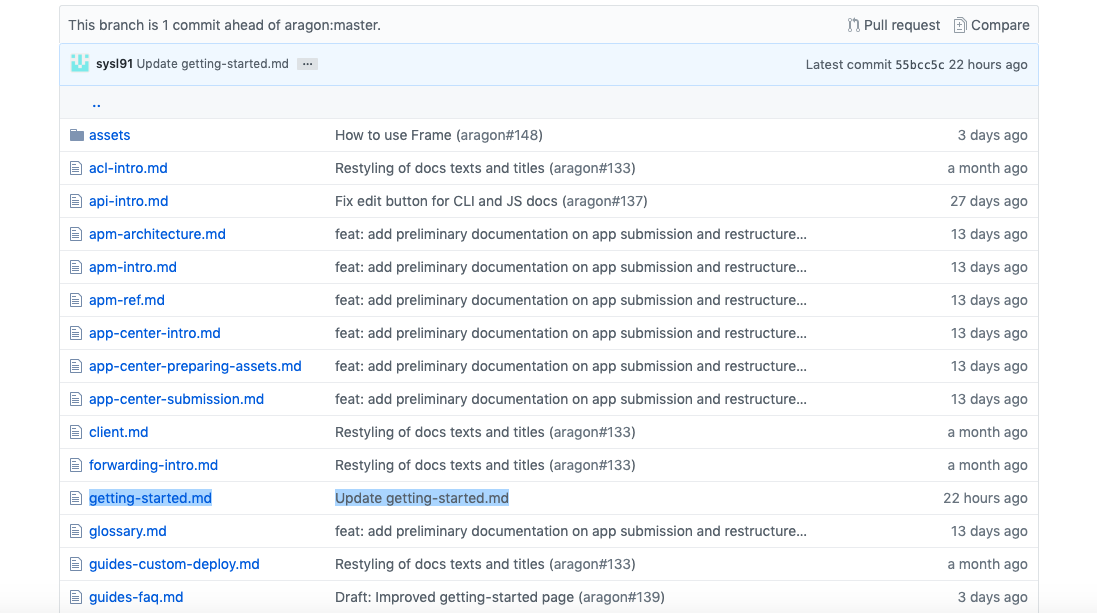 This branch is 1 commit ahead of aragon:master. Pull request Compare
sysl91 Update getting-started.md ... Latest commit 55bcc5c 22 hours ago
..
assets How to use Frame (aragon#148) 3 days ago
acl-intro.md Restyling of docs texts and titles (aragon#133) a month ago
api-intro.md Fix edit button for CLI and JS docs (aragon#137) 27 days ago
apm-architecture.md feat: add preliminary documentation on app submission and restructure... 13 days ago
apm-intro.md feat: add preliminary documentation on app submission and restructure... 13 days ago
apm-ref.md feat: add preliminary documentation on app submission and restructure... 13 days ago
app-center-intro.md feat: add preliminary documentation on app submission and restructure... 13 days ago
app-center-preparing-assets.md feat: add preliminary documentation on app submission and restructure... 13 days ago
app-center-submission.md feat: add preliminary documentation on app submission and restructure... 13 days ago
client.md Restyling of docs texts and titles (aragon#133) a month ago
forwarding-intro.md Restyling of docs texts and titles (aragon#133) a month ago
getting-started.md Update getting-started.md 22 hours ago
glossary.md feat: add preliminary documentation on app submission and restructure... 13 days ago
guides-custom-deploy.md Restyling of docs texts and titles (aragon#133) a month ago
guides-faq.md Draft: Improved getting-started page (aragon#139) 3 days ago